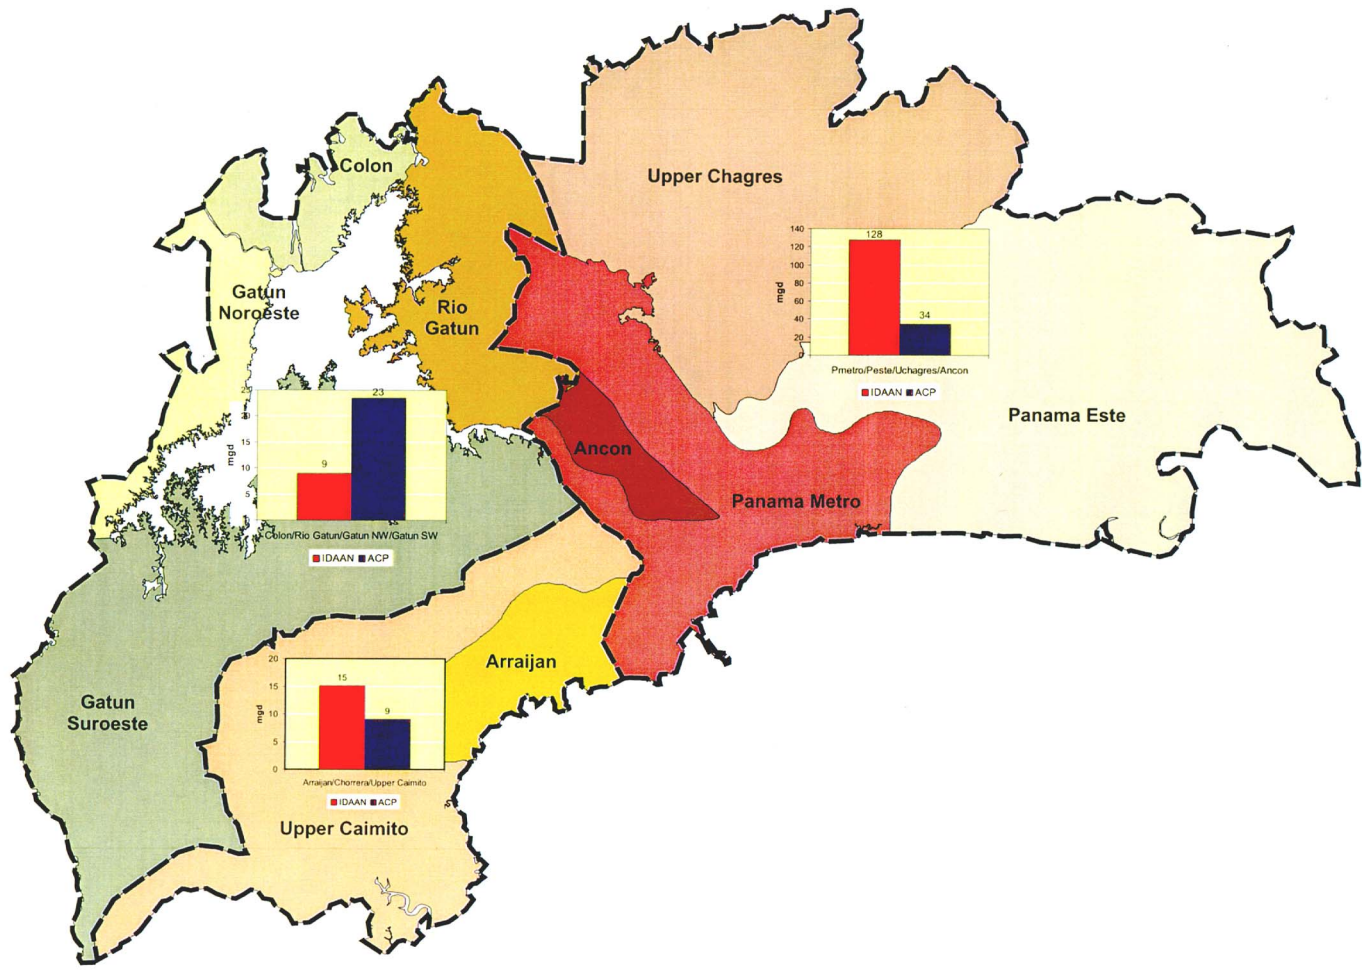 Colon
Upper Chagres
Gatun
Noroeste
Rio
Gatun
140
120
100
80
60
40
20
0
mgd
128
34
Pmetro/Peste/Uchagres/Ancon
IDAAN ACP
Panama Este
25
20
15
10
5
mgd
9
23
Colon/Rio Gatun/Gatun NW/Gatun SW
IDAAN ACP
Ancon
Panama Metro
Arraijan
Gatun
Suroeste
20
15
10
5
0
mgd
15
9
Arraijan/Chorrera/Upper Caimito
IDAAN ACP
Upper Caimito